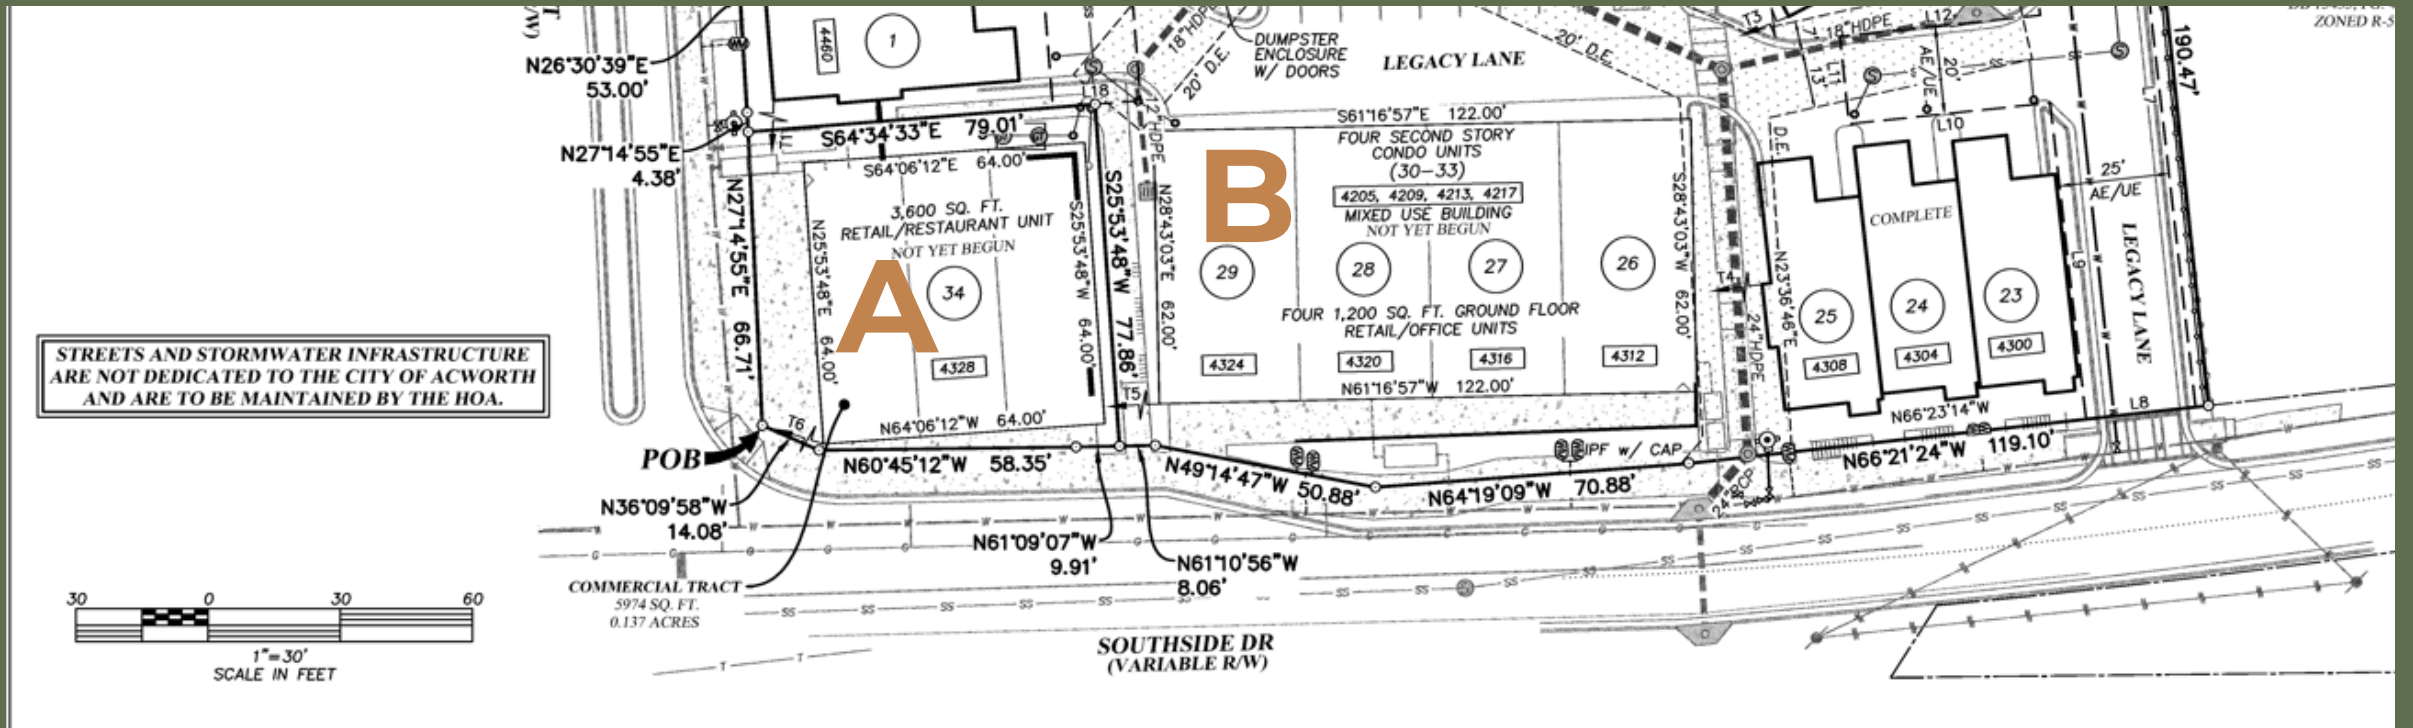 N26°30'39"E
53.00'
N27°14'55"E
4.38'
4460
1
DUMPSTER
ENCLOSURE
W/ DOORS
18"HDPE
20' D.E.
LEGACY LANE
20' D.E.
T3
18"HDPE
L12
ZONED R-5
190.47'
L11
13'
20'
AE/UE
L7
L10
L18
12"HDPE
S64°34'33"E 79.01'
S64°06'12"E 64.00'
3,600 SQ. FT.
RETAIL/RESTAURANT UNIT
NOT YET BEGUN
34
4328
A
N27°14'55"E 66.71'
N25°53'48"E 64.00'
S25°53'48"W 64.00'
S25°53'48"W 77.86'
N64°06'12"W 64.00'
S61°16'57"E 122.00'
FOUR SECOND STORY
CONDO UNITS
(30-33)
4205, 4209, 4213, 4217
MIXED USE BUILDING
NOT YET BEGUN
B
N28°43'03"E 62.00'
S28°43'03"W 62.00'
29
28
27
26
FOUR 1,200 SQ. FT. GROUND FLOOR
RETAIL/OFFICE UNITS
4324
4320
4316
4312
N61°16'57"W 122.00'
D.E.
N23°36'46"E
T4
24"HDPE
COMPLETE
25
24
23
4308
4304
4300
25'
AE/UE
L9
LEGACY LANE
L8
N66°23'14"W
N66°21'24"W 119.10'
STREETS AND STORMWATER INFRASTRUCTURE
ARE NOT DEDICATED TO THE CITY OF ACWORTH
AND ARE TO BE MAINTAINED BY THE HOA.
POB
T6
T5
N60°45'12"W 58.35'
N49°14'47"W 50.88'
IPF W/ CAP
N64°19'09"W 70.88'
24"RCP
N36°09'58"W
14.08'
N61°09'07"W
9.91'
N61°10'56"W
8.06'
COMMERCIAL TRACT
5974 SQ. FT.
0.137 ACRES
SOUTHSIDE DR
(VARIABLE R/W)
30 0 30 60
1"=30'
SCALE IN FEET